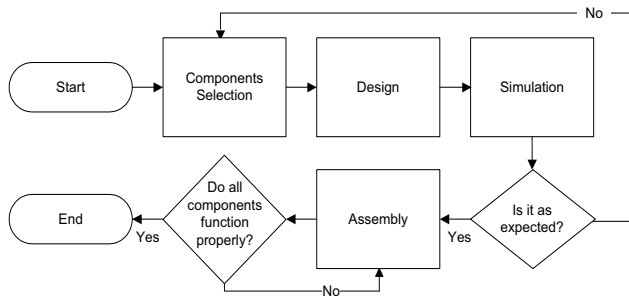 No
Start
Components
Selection
Design
Simulation
End
Yes
Do all
components
function
properly?
No
Assembly
Yes
Is it as
expected?